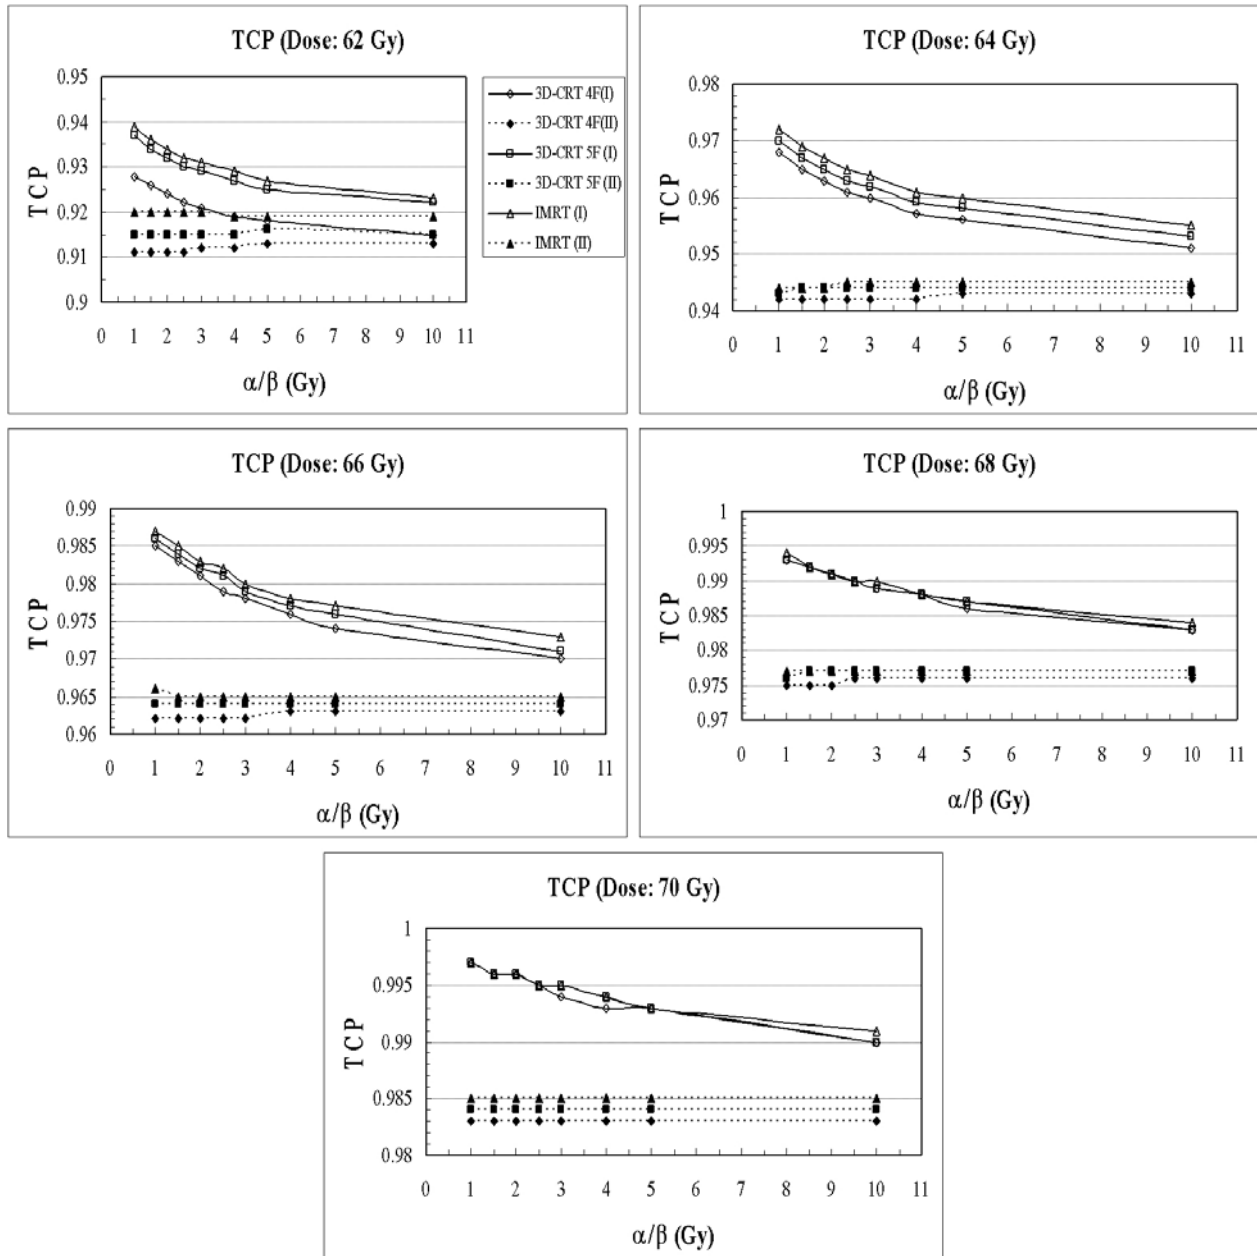 TCP (Dose: 62 Gy)
0.95
0.94
0.93
0.92
0.91
0.9
TCP
0 1 2 3 4 5 6 7 8 9 10 11
α/β (Gy)
3D-CRT 4F(I)
3D-CRT 4F(II)
3D-CRT 5F (I)
3D-CRT 5F (II)
IMRT (I)
IMRT (II)
TCP (Dose: 64 Gy)
0.98
0.97
0.96
0.95
0.94
TCP
0 1 2 3 4 5 6 7 8 9 10 11
α/β (Gy)
TCP (Dose: 66 Gy)
0.99
0.985
0.98
0.975
0.97
0.965
0.96
TCP
0 1 2 3 4 5 6 7 8 9 10 11
α/β (Gy)
TCP (Dose: 68 Gy)
1
0.995
0.99
0.985
0.98
0.975
0.97
TCP
0 1 2 3 4 5 6 7 8 9 10 11
α/β (Gy)
TCP (Dose: 70 Gy)
1
0.995
0.99
0.985
0.98
TCP
0 1 2 3 4 5 6 7 8 9 10 11
α/β (Gy)